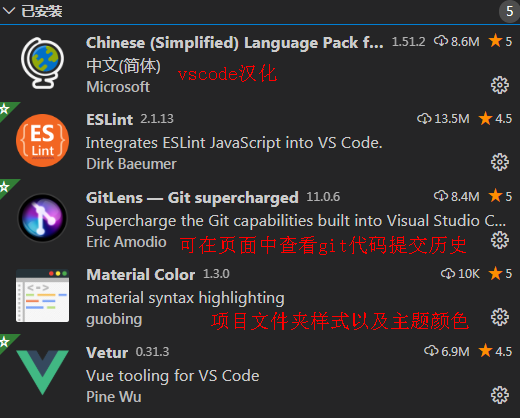 已安装 5
Chinese (Simplified) Language Pack f... 1.51.2 8.6M 5
中文(简体) vscode汉化
Microsoft
ES Lint
ESLint 2.1.13 13.5M 4.5
Integrates ESLint JavaScript into VS Code.
Dirk Baeumer
GitLens — Git supercharged 11.0.6 8.4M 5
Supercharge the Git capabilities built into Visual Studio C...
Eric Amodio 可在页面中查看git代码提交历史
Material Color 1.3.0 10K 5
material syntax highlighting
guobing 项目文件夹样式以及主题颜色
Vetur 0.31.3 6.9M 4.5
Vue tooling for VS Code
Pine Wu